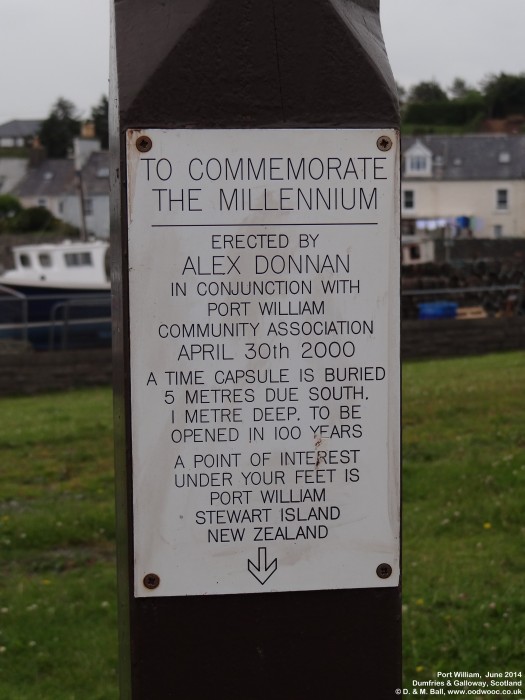 TO COMMEMORATE
THE MILLENNIUM
ERECTED BY
ALEX DONNAN
IN CONJUNCTION WITH
PORT WILLIAM
COMMUNITY ASSOCIATION
APRIL 30th 2000
A TIME CAPSULE IS BURIED
5 METRES DUE SOUTH.
1 METRE DEEP. TO BE
OPENED IN 100 YEARS
A POINT OF INTEREST
UNDER YOUR FEET IS
PORT WILLIAM
STEWART ISLAND
NEW ZEALAND
Port William, June 2014
Dumfries & Galloway, Scotland
© D. & M. Ball, www.oodwooc.co.uk